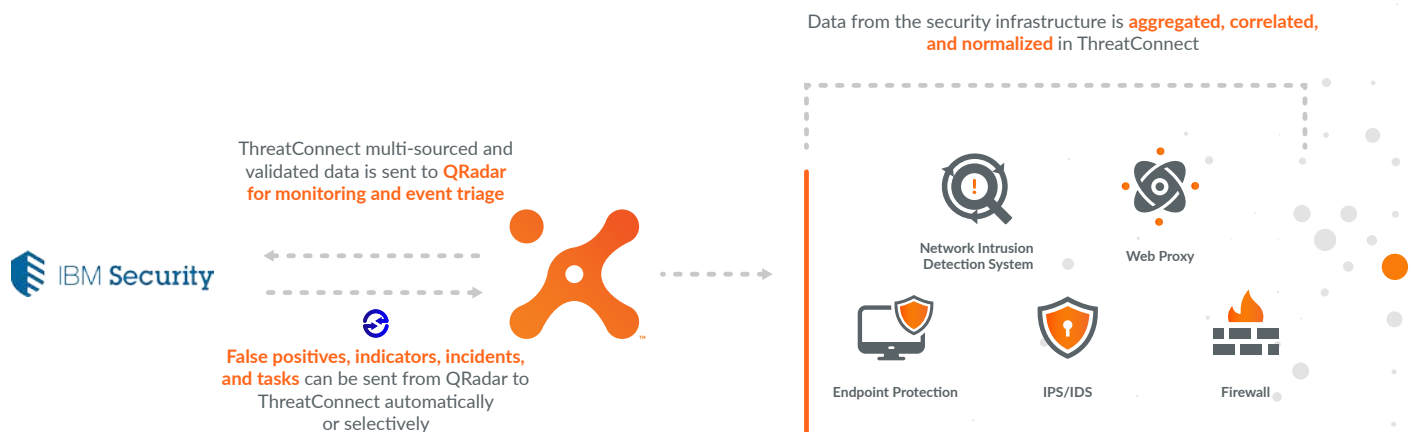 Data from the security infrastructure is aggregated, correlated,
and normalized in ThreatConnect
ThreatConnect multi-sourced and
validated data is sent to QRadar
for monitoring and event triage
IBM Security
™
False positives, indicators, incidents,
and tasks can be sent from QRadar to
ThreatConnect automatically
or selectively
!
Network Intrusion
Detection System
Web Proxy
Endpoint Protection
IPS/IDS
Firewall